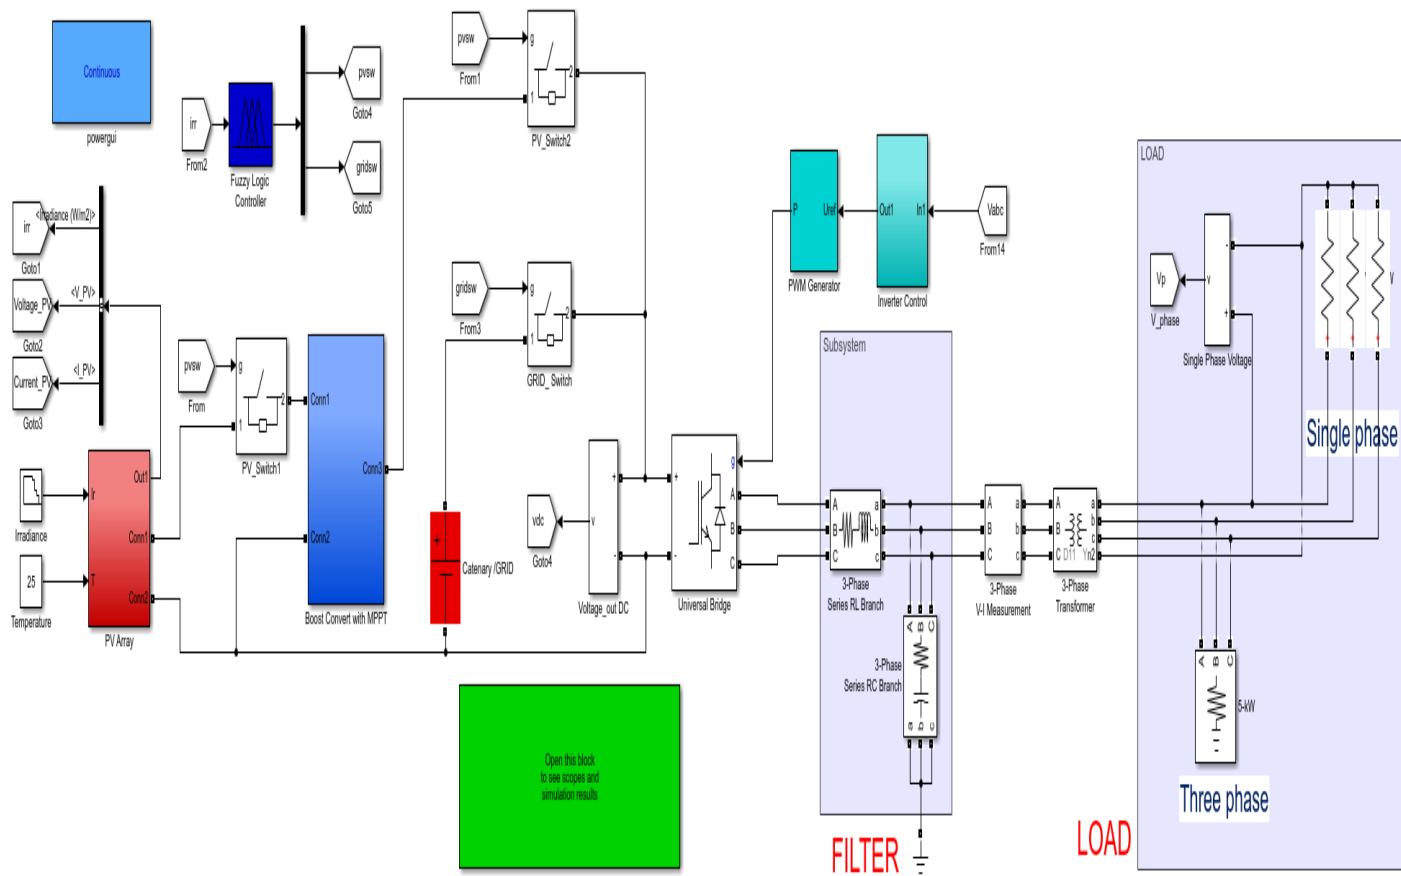 Continuous
powergui
irr
From2
Fuzzy Logic
Controller
pvsw
Goto4
gridsw
Goto5
pvsw
From1
g
1
2
PV_Switch2
<Irradiance (W/m2)>
irr
Goto1
<V_PV>
Voltage_PV
Goto2
<I_PV>
Current_PV
Goto3
pvsw
From
g
1
2
PV_Switch1
gridsw
From3
g
1
2
GRID_ Switch
Conn1
Conn2
Conn3
Boost Convert with MPPT
Irradiance
25
Temperature
Ir
T
Out1
Conn1
Conn2
PV Array
+
Catenary /GRID
vdc
Goto4
+
v
-
Voltage_out DC
+
-
g
A
B
C
Universal Bridge
P
Uref
PWM Generator
Out1
In1
Inverter Control
Vabc
From14
Subsystem
A
B
C
a
b
c
3-Phase
Series RL Branch
A
B
C
a
b
c
3-Phase
Series RC Branch
FILTER
A
B
C
a
b
c
3-Phase
V-I Measurement
A
B
C
a
b
c
D11
Yn2
3-Phase
Transformer
LOAD
Vp
V_phase
-
v
+
Single Phase Voltage
Single phase
A
B
C
5-kW
Three phase
LOAD
Open this block
to see scopes and
simulation results